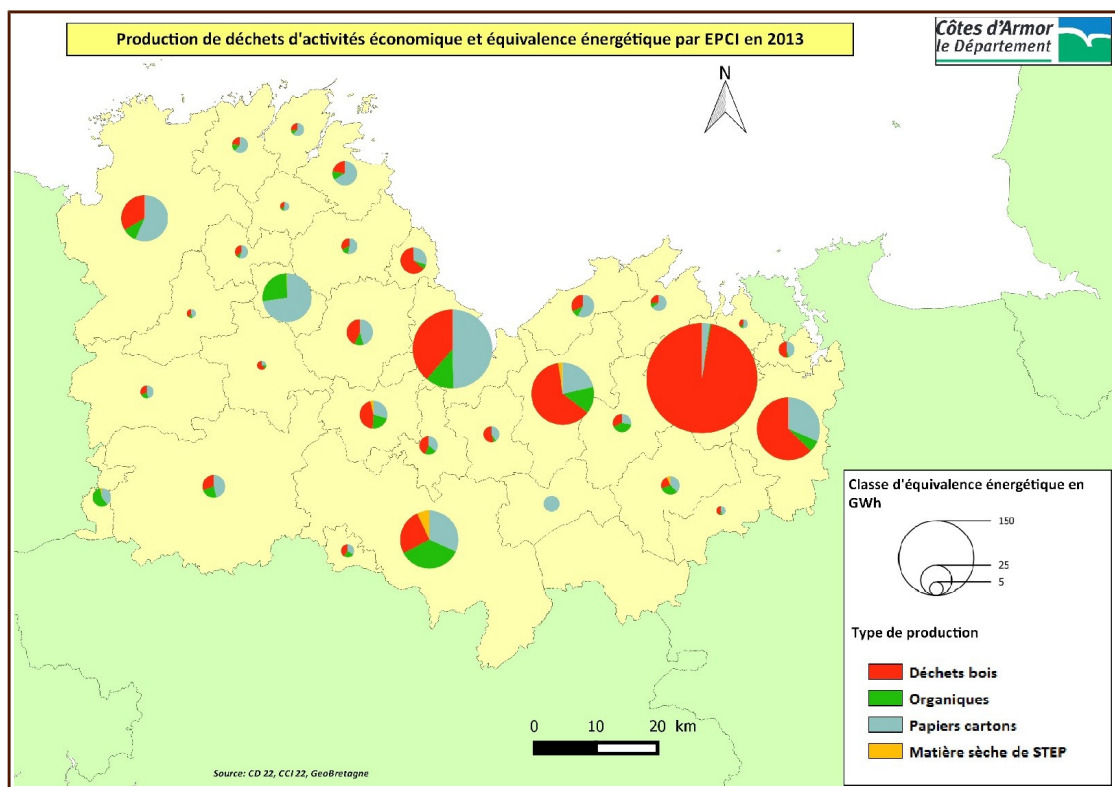 Production de déchets d'activités économique et équivalence énergétique par EPCI en 2013
Côtes d'Armor
le Département
N
Classe d'équivalence énergétique en
GWh
150
25
5
Type de production
Déchets bois
Organiques
Papiers cartons
Matière sèche de STEP
0 10 20 km
Source: CD 22, CCI 22, GeoBretagne